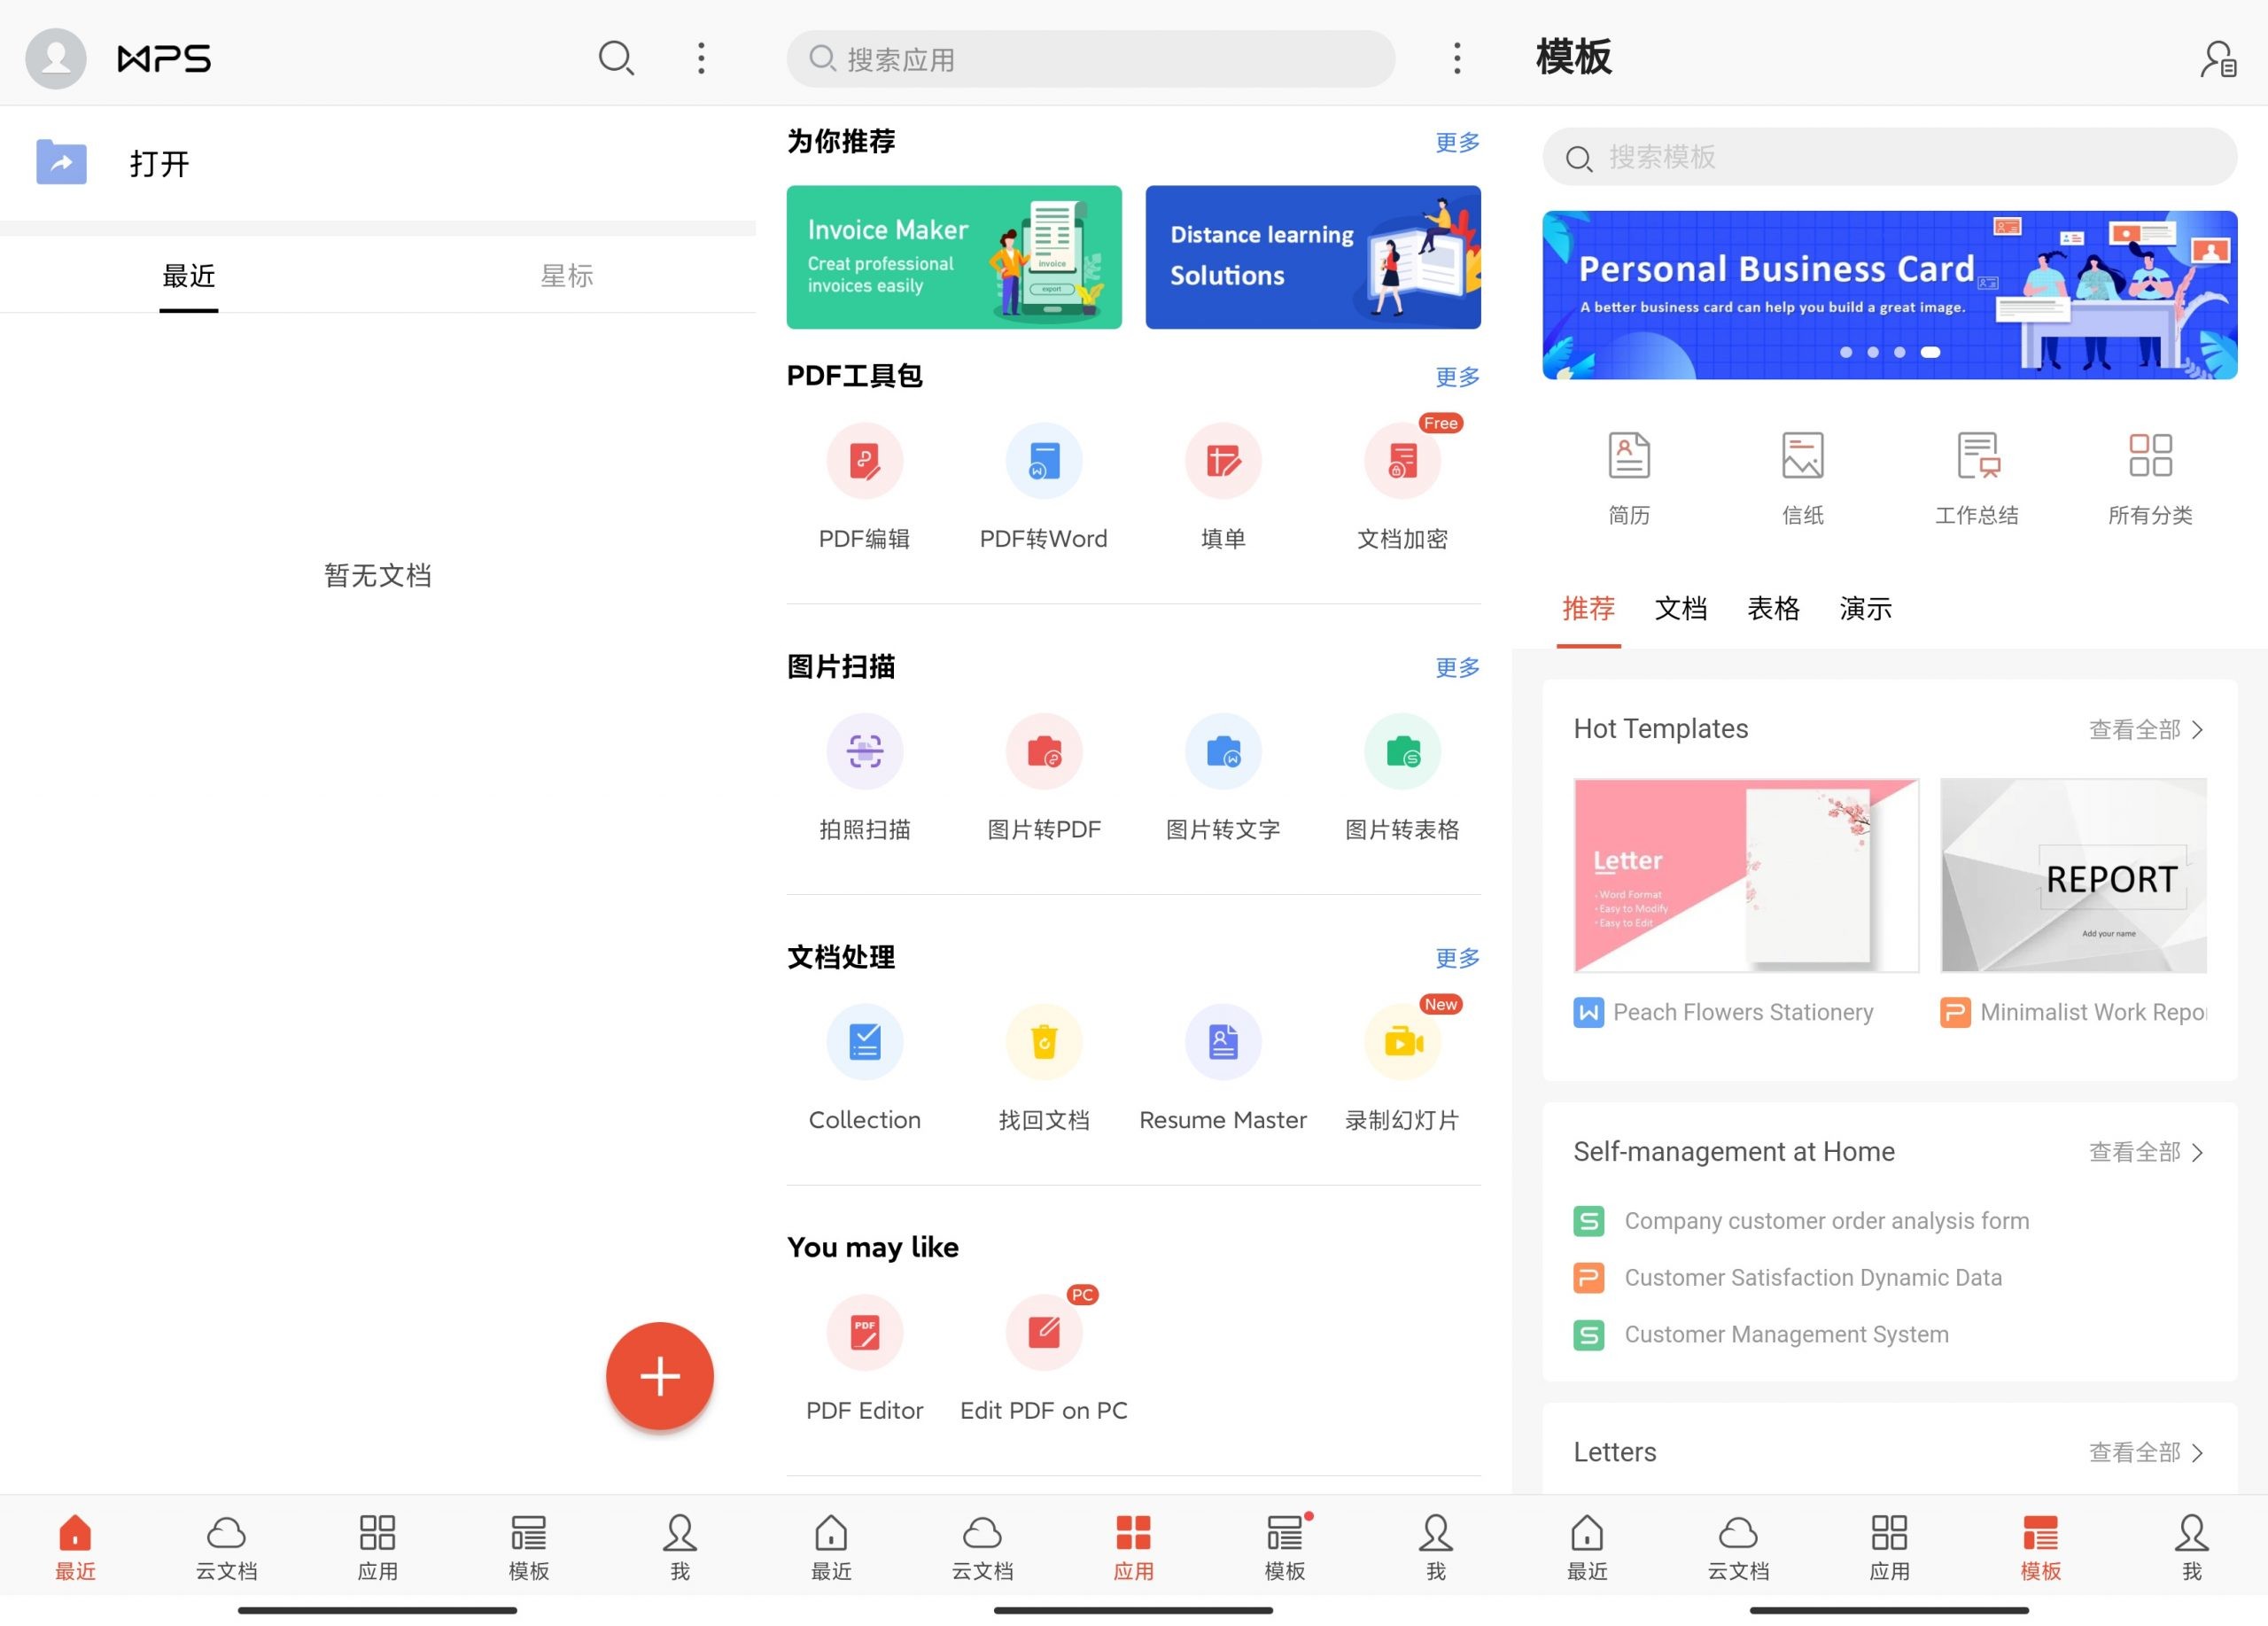 WPS
打开
最近
星标
暂无文档
最近
云文档
应用
模板
我
搜索应用
为你推荐
更多
Invoice Maker
Creat professional
invoices easily
invoice
export
Distance learning
Solutions
PDF工具包
更多
Free
PDF编辑
PDF转Word
填单
文档加密
图片扫描
更多
拍照扫描
图片转PDF
图片转文字
图片转表格
文档处理
更多
New
Collection
找回文档
Resume Master
录制幻灯片
You may like
PDF
PC
PDF Editor
Edit PDF on PC
最近
云文档
应用
模板
我
模板
搜索模板
Personal Business Card
A better business card can help you build a great image.
简历
信纸
工作总结
所有分类
推荐
文档
表格
演示
Hot Templates
查看全部
Letter
· Word Format
· Easy to Modify
· Easy to Edit
REPORT
Add your name
Peach Flowers Stationery
Minimalist Work Repor
Self-management at Home
查看全部
Company customer order analysis form
Customer Satisfaction Dynamic Data
Customer Management System
Letters
查看全部
最近
云文档
应用
模板
我